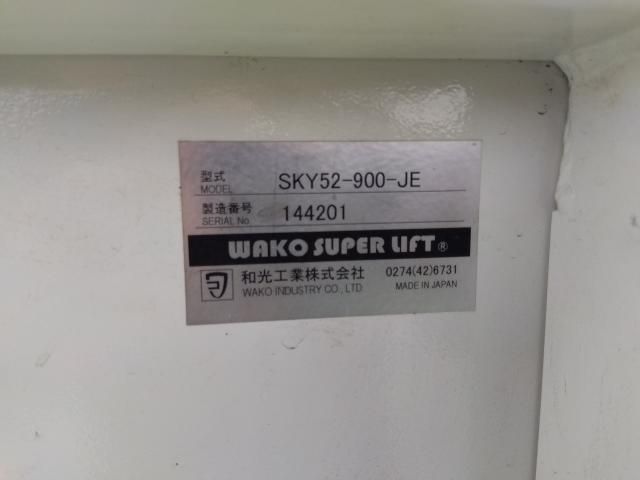 型式 SKY52-900-JE
MODEL
製造番号 144201
SERIAL No
WAKO SUPER LIFT®
和光工業株式会社 0274(42)6731
WAKO INDUSTRY CO., LTD. MADE IN JAPAN